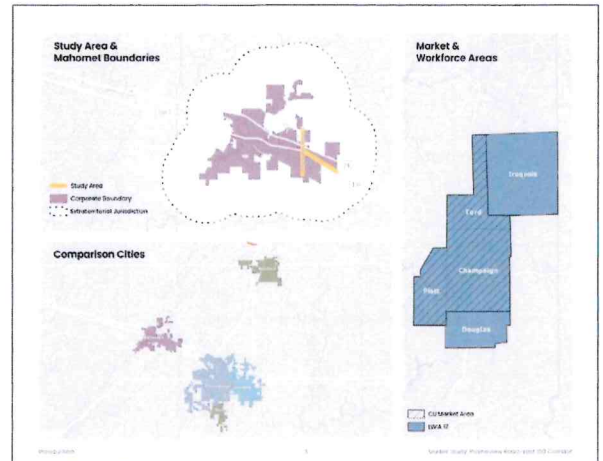 Study Area &
Mahomet Boundaries
Study Area
Corporate Boundary
Extraterritorial Jurisdiction
Comparison Cities
Market &
Workforce Areas
Iroquois
Ford
Champaign
Piatt
Douglas
CU Market Area
LWA 17